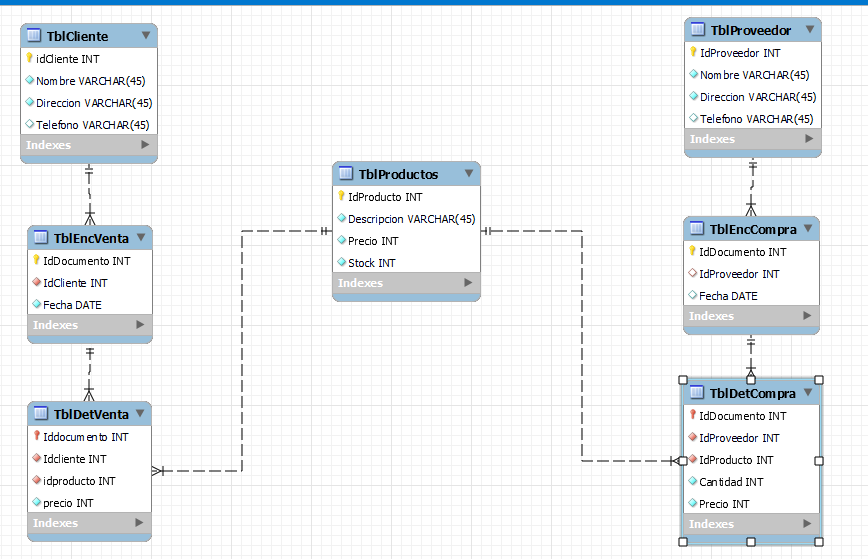 TblCliente
idCliente INT
Nombre VARCHAR(45)
Direccion VARCHAR(45)
Telefono VARCHAR(45)
Indexes
TblEncVenta
IdDocumento INT
IdCliente INT
Fecha DATE
Indexes
TblDetVenta
Iddocumento INT
Idcliente INT
idproducto INT
precio INT
Indexes
TblProductos
IdProducto INT
Descripcion VARCHAR(45)
Precio INT
Stock INT
Indexes
TblProveedor
IdProveedor INT
Nombre VARCHAR(45)
Direccion VARCHAR(45)
Telefono VARCHAR(45)
Indexes
TblEncCompra
IdDocumento INT
IdProveedor INT
Fecha DATE
Indexes
TblDetCompra
IdDocumento INT
IdProveedor INT
IdProducto INT
Cantidad INT
Precio INT
Indexes